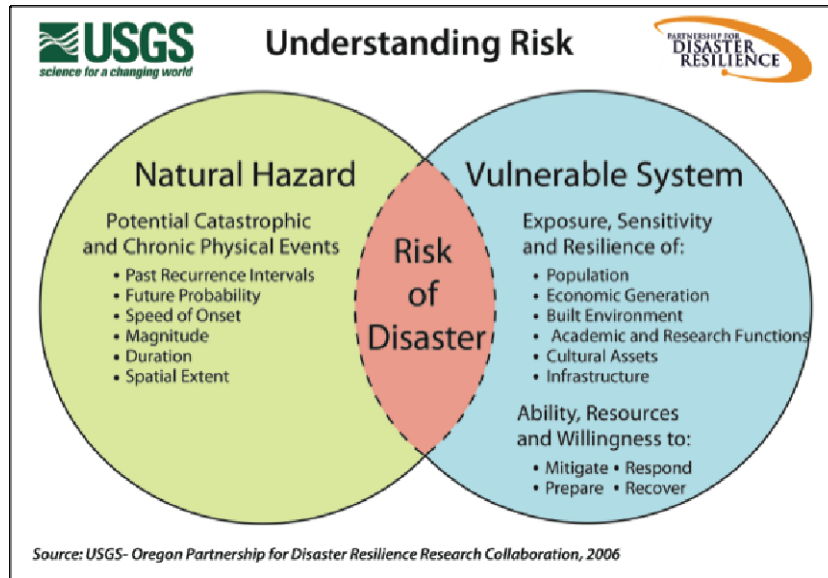 USGS
science for a changing world
Understanding Risk
PARTNERSHIP FOR
DISASTER
RESILIENCE
Natural Hazard
Potential Catastrophic
and Chronic Physical Events
• Past Recurrence Intervals
• Future Probability
• Speed of Onset
• Magnitude
• Duration
• Spatial Extent
Risk
of
Disaster
Vulnerable System
Exposure, Sensitivity
and Resilience of:
• Population
• Economic Generation
• Built Environment
• Academic and Research Functions
• Cultural Assets
• Infrastructure
Ability, Resources
and Willingness to:
• Mitigate • Respond
• Prepare • Recover
Source: USGS- Oregon Partnership for Disaster Resilience Research Collaboration, 2006